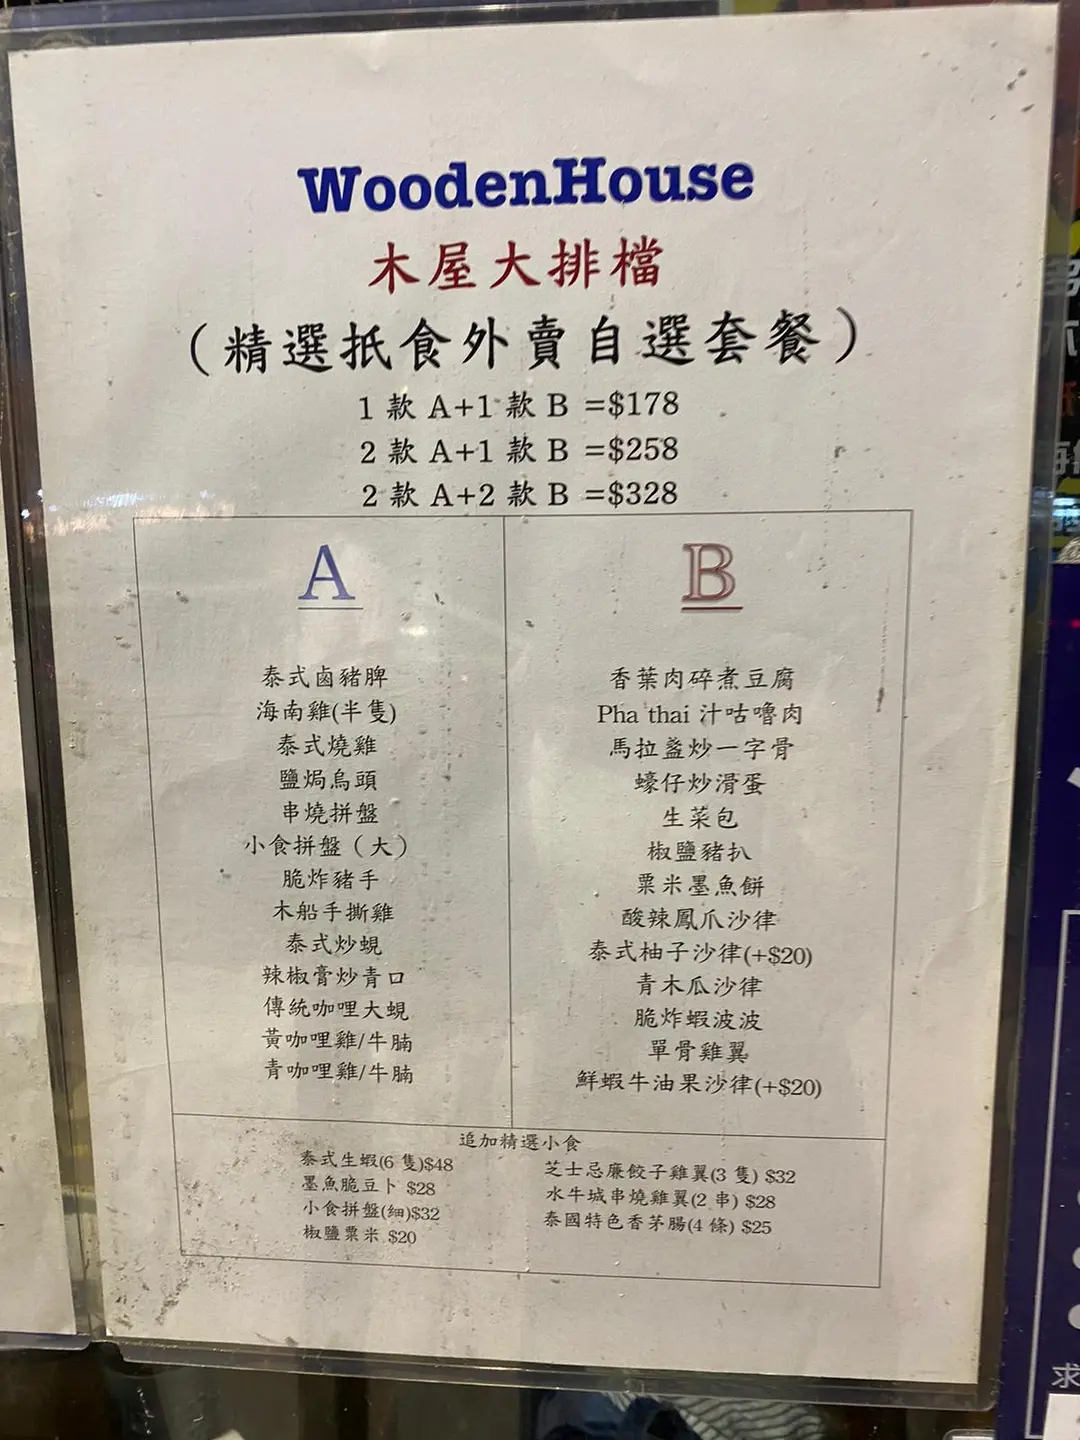 WoodenHouse
木屋大排檔
（精選抵食外賣自選套餐）
1 款 A+1 款 B =$178
2 款 A+1 款 B =$258
2 款 A+2 款 B =$328
A
泰式鹵豬脾
海南雞(半隻)
泰式燒雞
鹽焗烏頭
串燒拼盤
小食拼盤（大）
脆炸豬手
木船手撕雞
泰式炒蜆
辣椒膏炒青口
傳統咖哩大蜆
黃咖哩雞/牛腩
青咖哩雞/牛腩
B
香葉肉碎煮豆腐
Pha thai 汁咕嚕肉
馬拉盞炒一字骨
蠔仔炒滑蛋
生菜包
椒鹽豬扒
粟米墨魚餅
酸辣鳳爪沙律
泰式柚子沙律(+$20)
青木瓜沙律
脆炸蝦波波
單骨雞翼
鮮蝦牛油果沙律(+$20)
追加精選小食
泰式生蝦(6 隻)$48
墨魚脆豆卜 $28
小食拼盤(細)$32
椒鹽粟米 $20
芝士忌廉餃子雞翼(3 隻) $32
水牛城串燒雞翼(2 串) $28
泰國特色香茅腸(4 條) $25
求